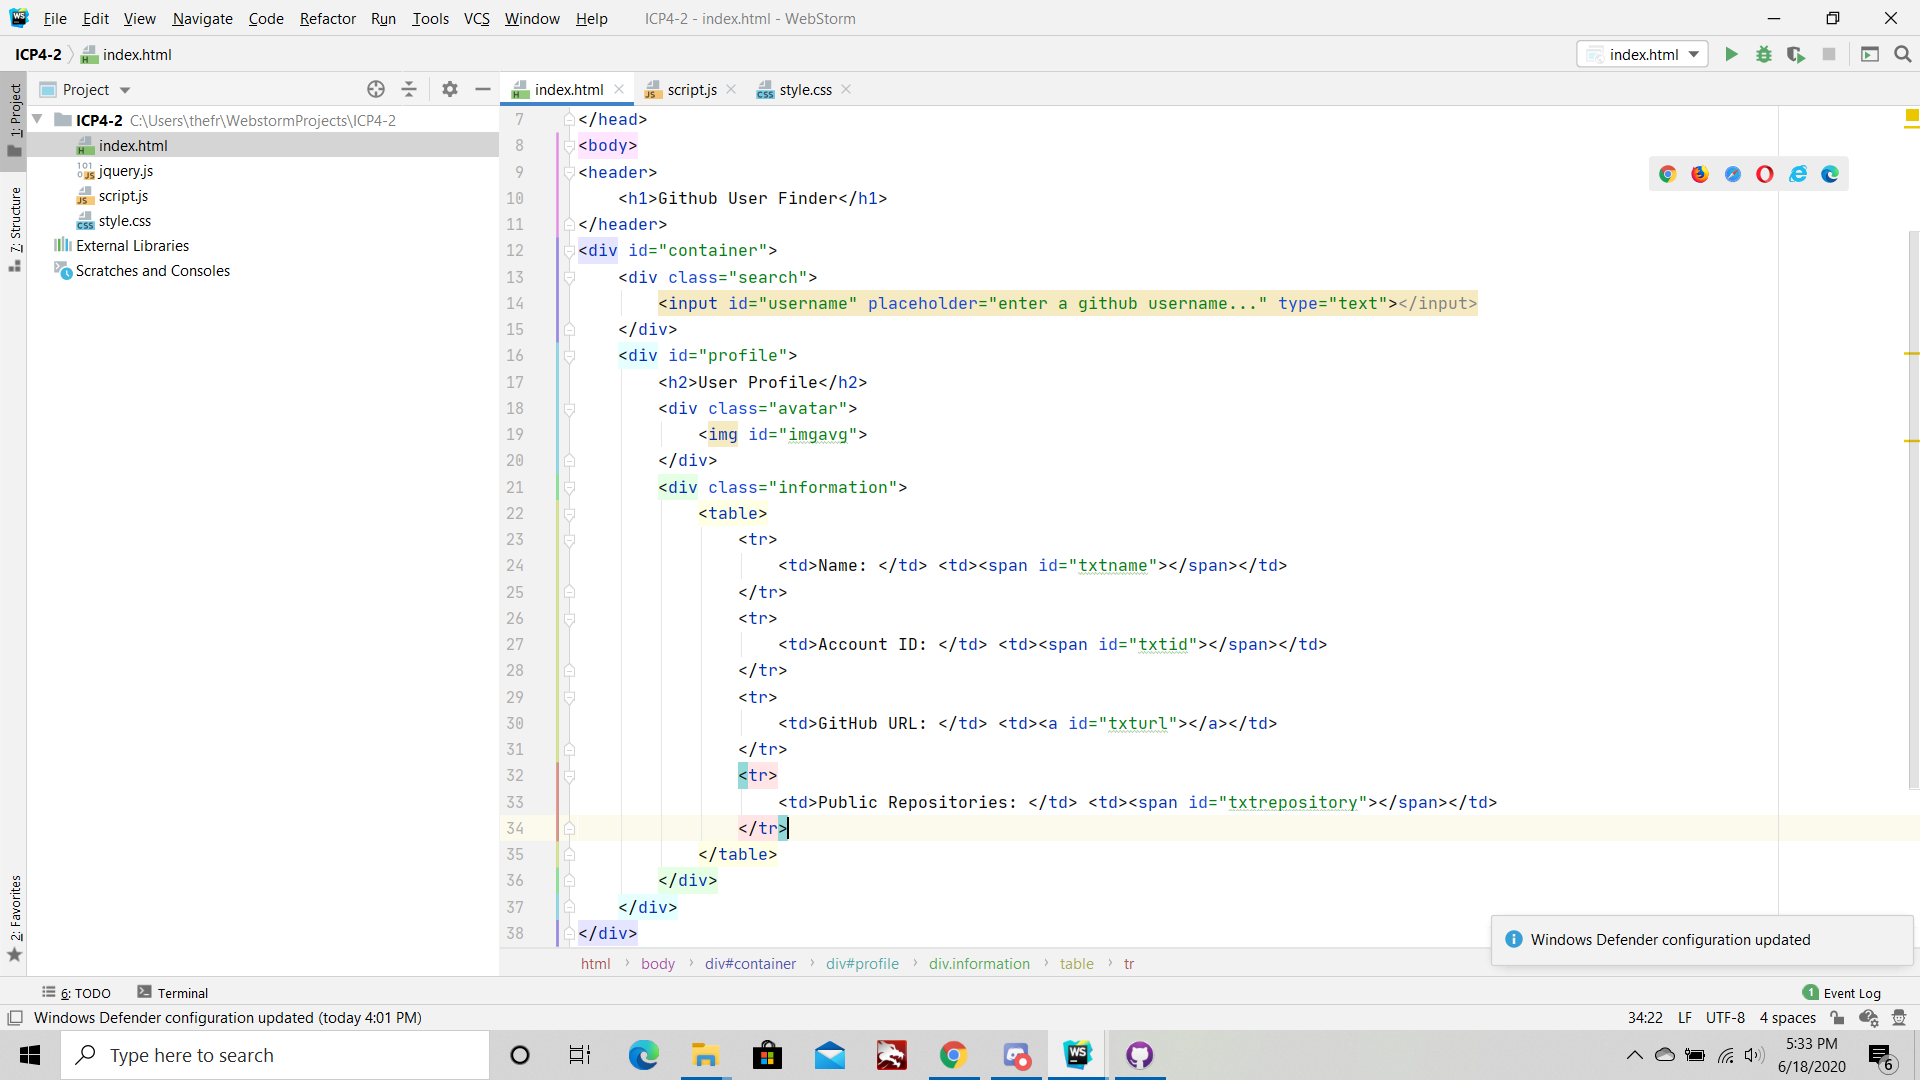 File Edit View Navigate Code Refactor Run Tools VCS Window Help ICP4-2 - index.html - WebStorm
ICP4-2 index.html
index.html
1: Project
7: Structure
2: Favorites
Project
ICP4-2 C:\Users\thefr\WebstormProjects\ICP4-2
index.html
jquery.js
script.js
style.css
External Libraries
Scratches and Consoles
index.html script.js style.css
7 </head>
8 <body>
9 <header>
10 <h1>Github User Finder</h1>
11 </header>
12 <div id="container">
13 <div class="search">
14 <input id="username" placeholder="enter a github username..." type="text"></input>
15 </div>
16 <div id="profile">
17 <h2>User Profile</h2>
18 <div class="avatar">
19 <img id="imgavg">
20 </div>
21 <div class="information">
22 <table>
23 <tr>
24 <td>Name: </td> <td><span id="txtname"></span></td>
25 </tr>
26 <tr>
27 <td>Account ID: </td> <td><span id="txtid"></span></td>
28 </tr>
29 <tr>
30 <td>GitHub URL: </td> <td><a id="txturl"></a></td>
31 </tr>
32 <tr>
33 <td>Public Repositories: </td> <td><span id="txtrepository"></span></td>
34 </tr>
35 </table>
36 </div>
37 </div>
38 </div>
Windows Defender configuration updated
html body div#container div#profile div.information table tr
6: TODO Terminal
1 Event Log
Windows Defender configuration updated (today 4:01 PM)
34:22 LF UTF-8 4 spaces
Type here to search
5:33 PM
6/18/2020
6